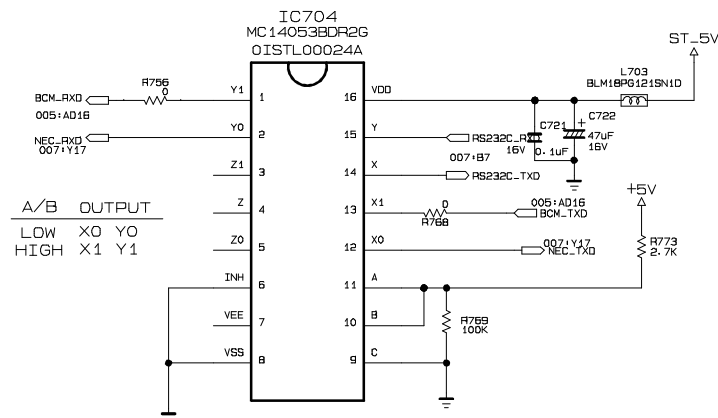 IC704
MC14053BDR2G
0ISTL00024A
ST_5V
L703
BLM18PG121SN1D
R756
0
BCM_RXD
005:AD16
Y1
1
16
VDD
C721
16V
0.1uF
C722
47uF
16V
NEC_RXD
007:Y17
Y0
2
15
Y
007:B7
Z1
3
14
X
RS232C_TXD
+5V
A/B OUTPUT
LOW X0 Y0
HIGH X1 Y1
Z
4
13
X1
0
R768
005:AD16
BCM_TXD
Z0
5
12
X0
007:Y17
NEC_TXD
R773
2.7K
INH
6
11
A
VEE
7
10
B
R769
100K
VSS
8
9
C